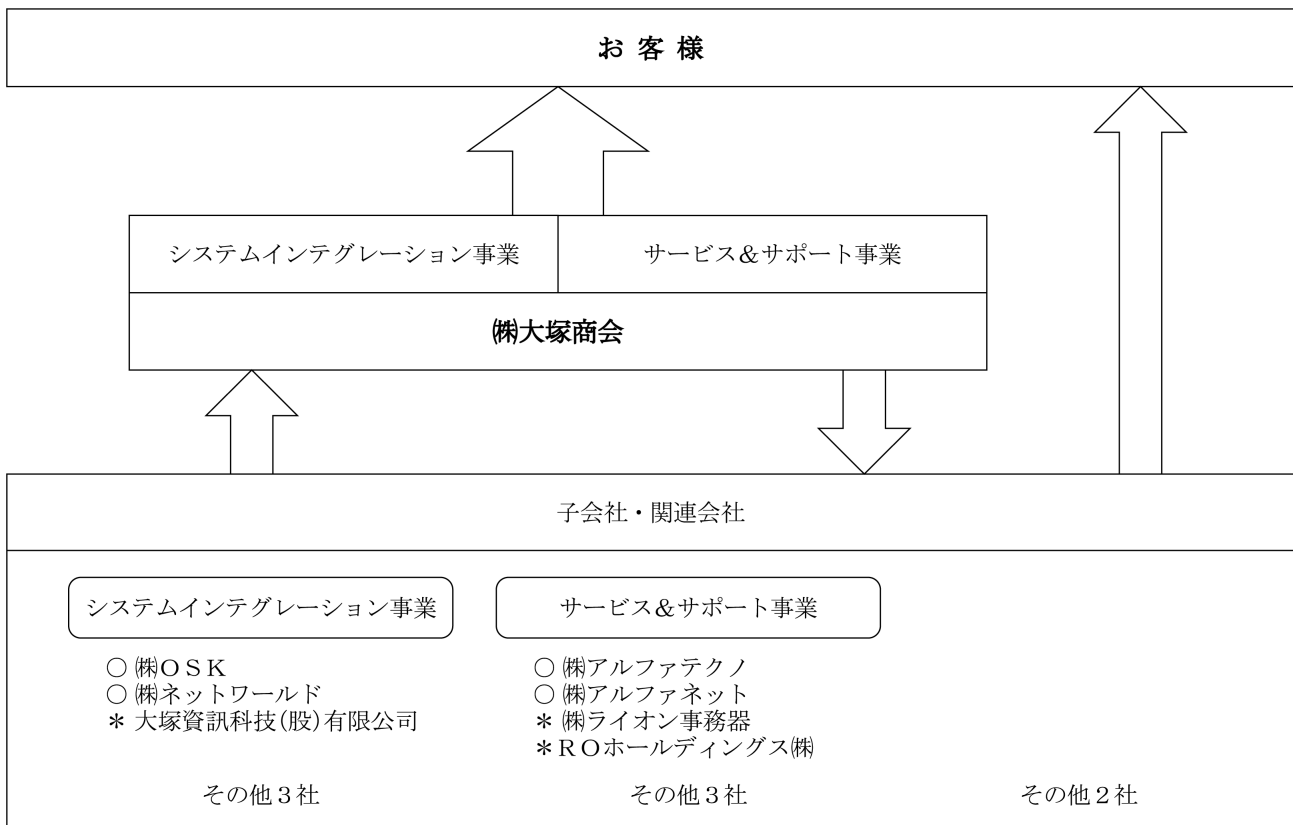 お客様
システムインテグレーション事業
サービス&サポート事業
㈱大塚商会
子会社・関連会社
システムインテグレーション事業
○ ㈱OSK
○ ㈱ネットワールド
* 大塚資訊科技(股)有限公司
その他3社
サービス&サポート事業
○ ㈱アルファテクノ
○ ㈱アルファネット
* ㈱ライオン事務器
*ROホールディングス㈱
その他3社
その他2社